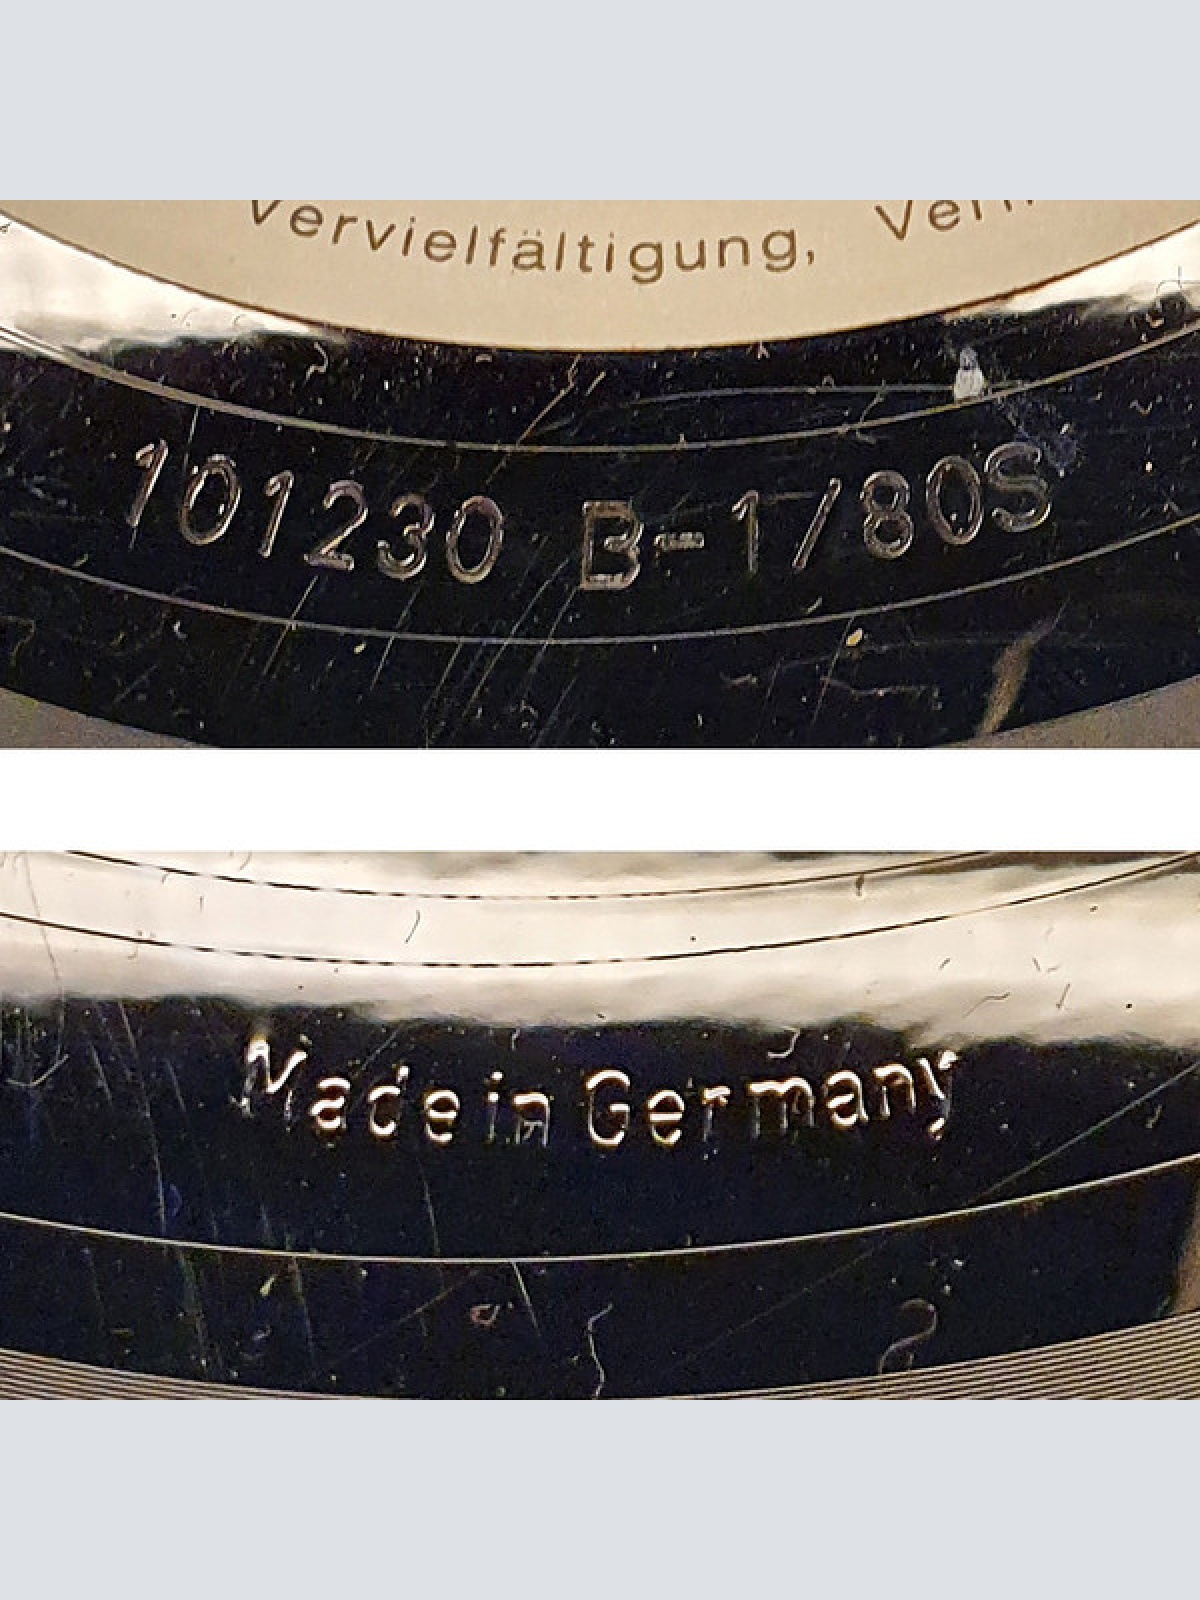 Vervielfältigung,
101230 B-1/80S
Made in Germany